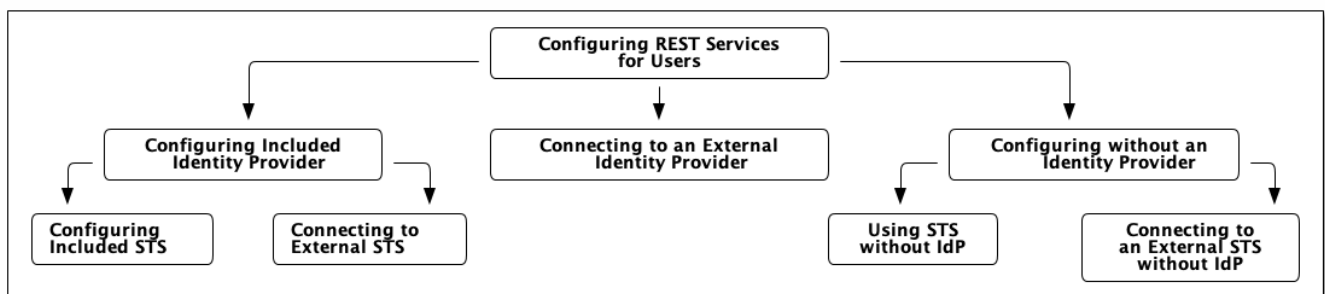 Configuring REST Services
for Users
Configuring Included
Identity Provider
Connecting to an External
Identity Provider
Configuring without an
Identity Provider
Configuring
Included STS
Connecting to
External STS
Using STS
without IdP
Connecting to
an External STS
without IdP